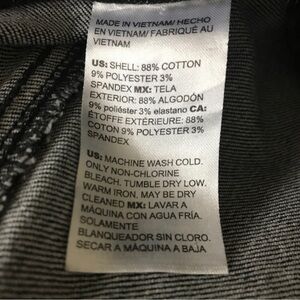 MADE IN VIETNAM/ HECHO
EN VIETNAM/ FABRIQUÉ AU
VIETNAM
US: SHELL: 88% COTTON
9% POLYESTER 3%
SPANDEX MX: TELA
EXTERIOR: 88% ALGODÓN
9% poliéster 3% elastano CA:
ÉTOFFE EXTÉRIEURE: 88%
COTON 9% POLYESTER 3%
SPANDEX
US: MACHINE WASH COLD.
ONLY NON-CHLORINE
BLEACH. TUMBLE DRY LOW.
WARM IRON. MAY BE DRY
CLEANED MX: LAVAR A
MÁQUINA CON AGUA FRÍA.
SOLAMENTE
BLANQUEADOR SIN CLORO.
SECAR A MÁQUINA A BAJA